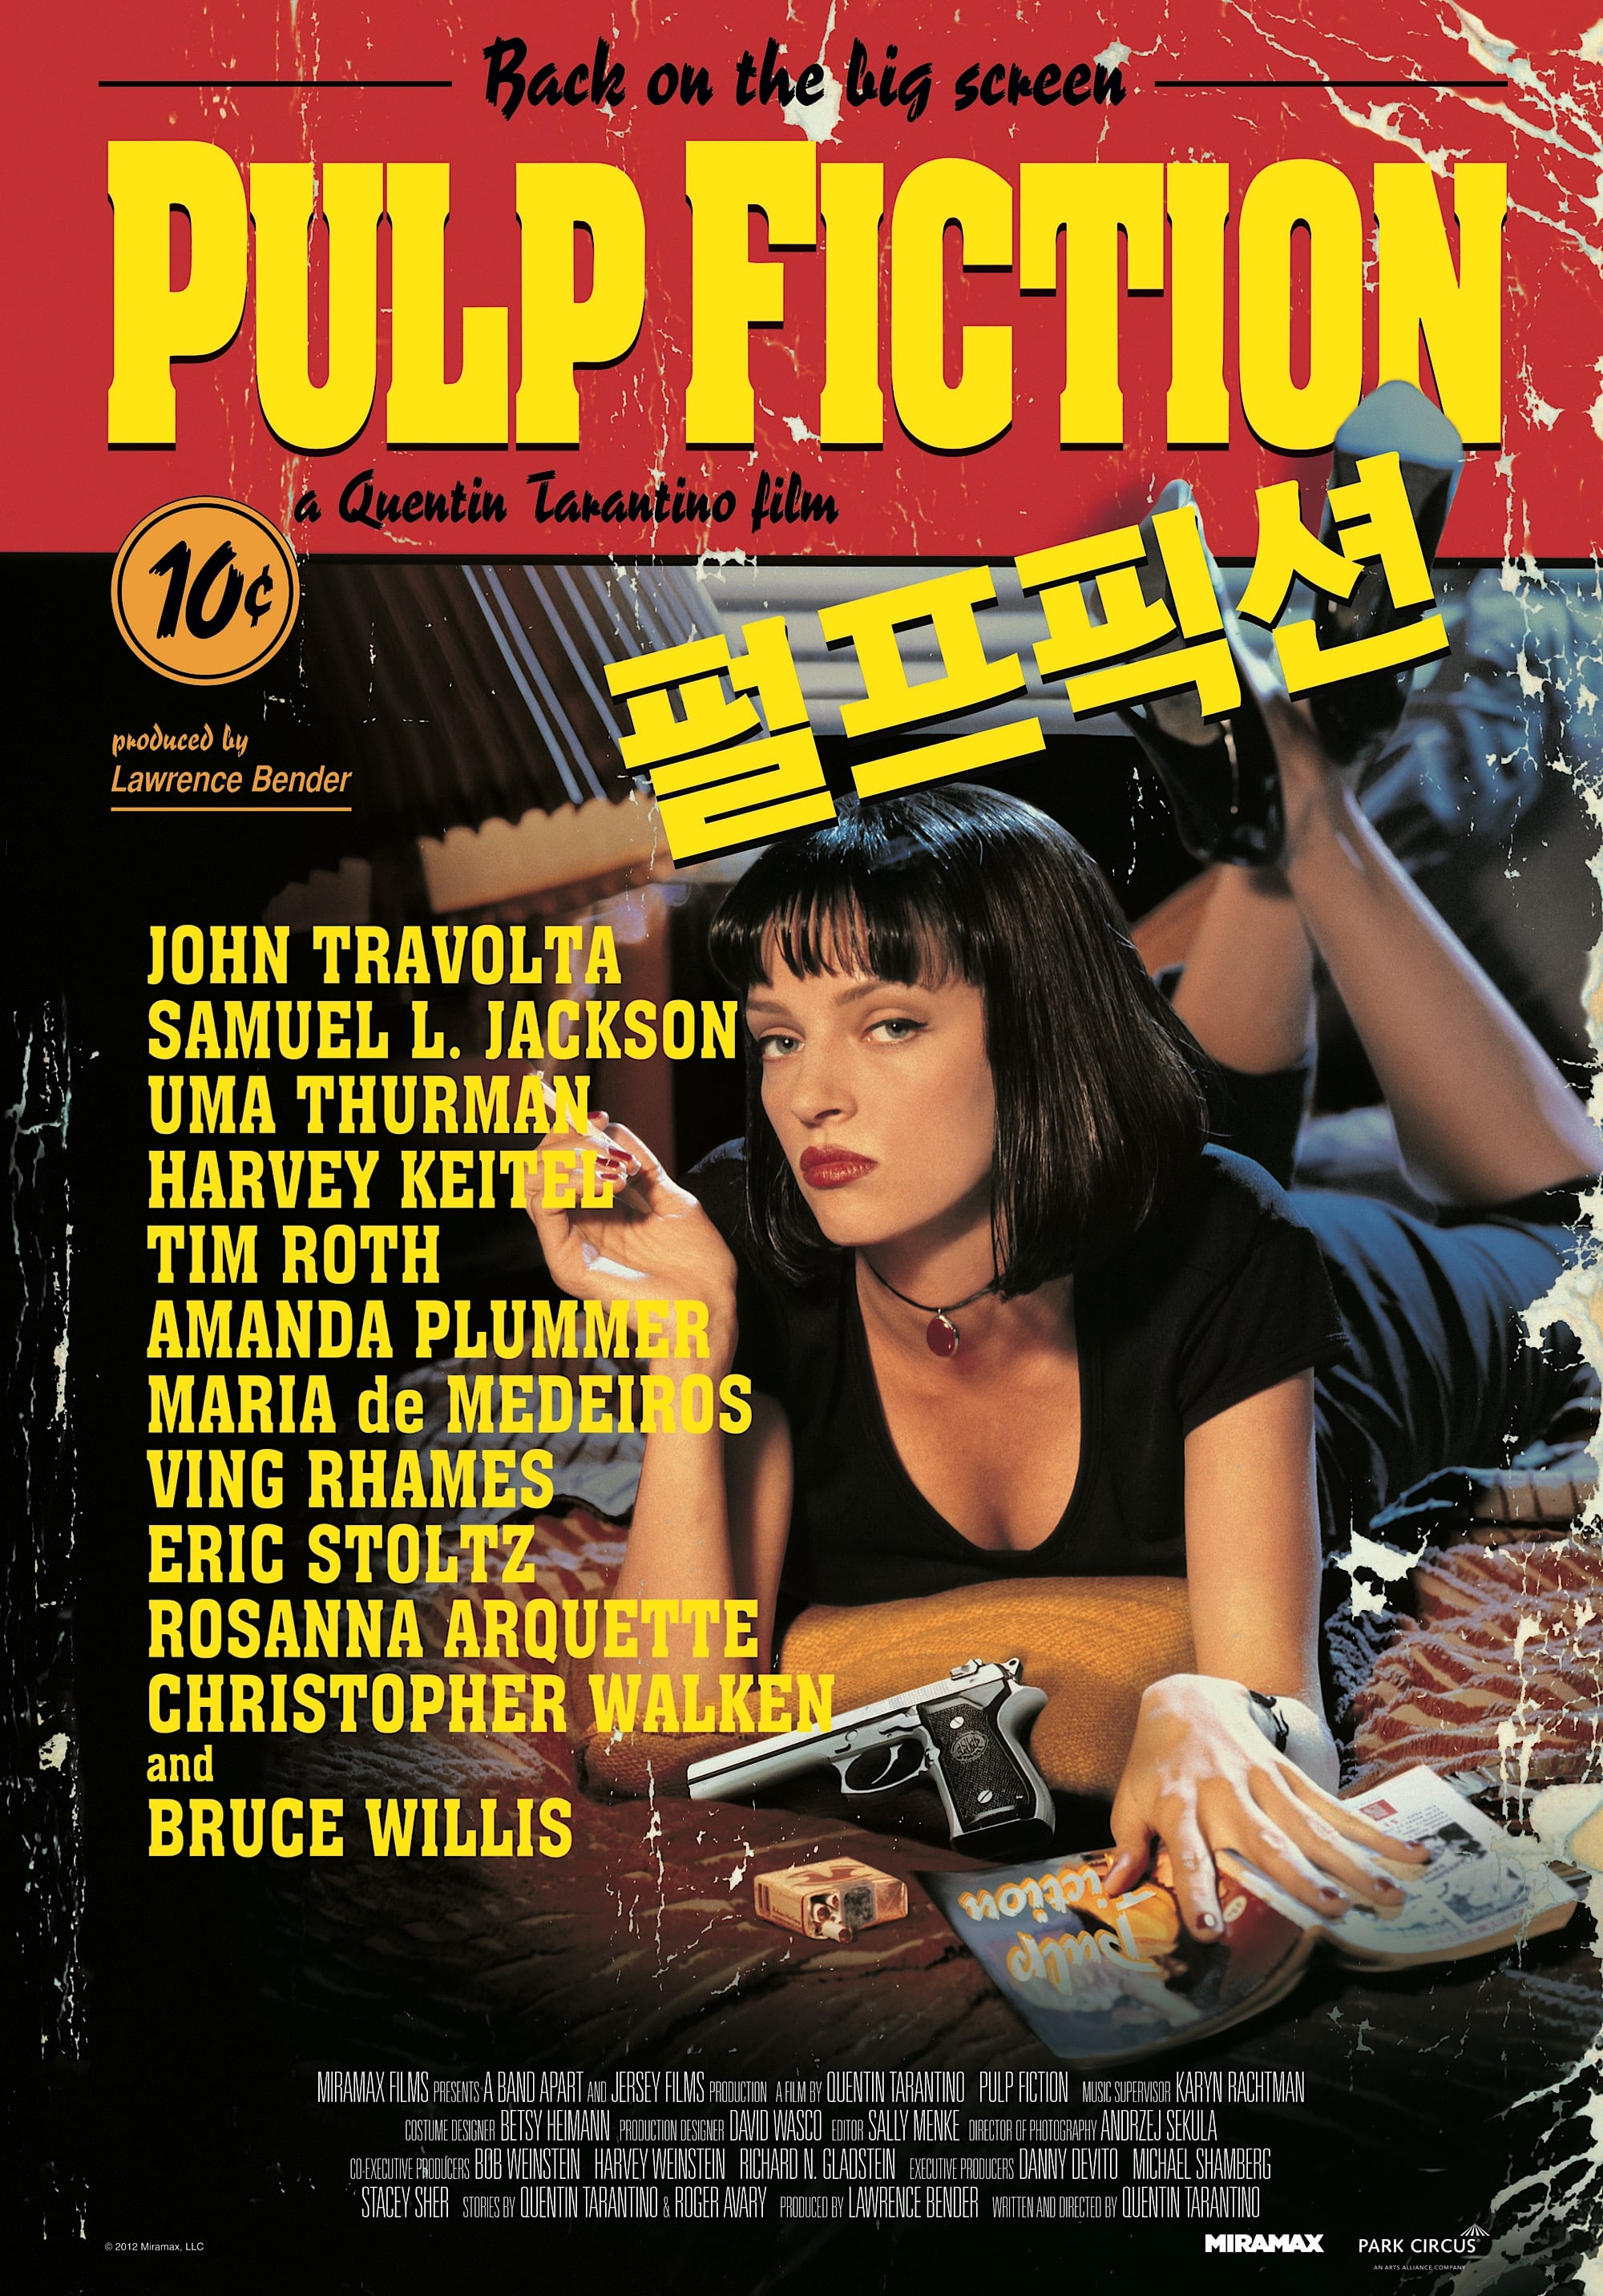 Back on the big screen
PULP FICTION
a Quentin Tarantino film
10¢
펄프픽션
produced by
Lawrence Bender
JOHN TRAVOLTA
SAMUEL L. JACKSON
UMA THURMAN
HARVEY KEITEL
TIM ROTH
AMANDA PLUMMER
MARIA de MEDEIROS
VING RHAMES
ERIC STOLTZ
ROSANNA ARQUETTE
CHRISTOPHER WALKEN
and
BRUCE WILLIS
Pulp
Fiction
MIRAMAX FILMS PRESENTS A BAND APART AND JERSEY FILMS PRODUCTION A FILM BY QUENTIN TARANTINO PULP FICTION MUSIC SUPERVISOR KARYN RACHTMAN
COSTUME DESIGNER BETSY HEIMANN PRODUCTION DESIGNER DAVID WASCO EDITOR SALLY MENKE DIRECTOR OF PHOTOGRAPHY ANDRZEJ SEKULA
CO-EXECUTIVE PRODUCERS BOB WEINSTEIN HARVEY WEINSTEIN RICHARD N. GLADSTEIN EXECUTIVE PRODUCERS DANNY DEVITO MICHAEL SHAMBERG
STACEY SHER STORIES BY QUENTIN TARANTINO & ROGER AVARY PRODUCED BY LAWRENCE BENDER WRITTEN AND DIRECTED BY QUENTIN TARANTINO
© 2012 Miramax, LLC
MIRAMAX
PARK CIRCUS
AN ARTS ALLIANCE COMPANY